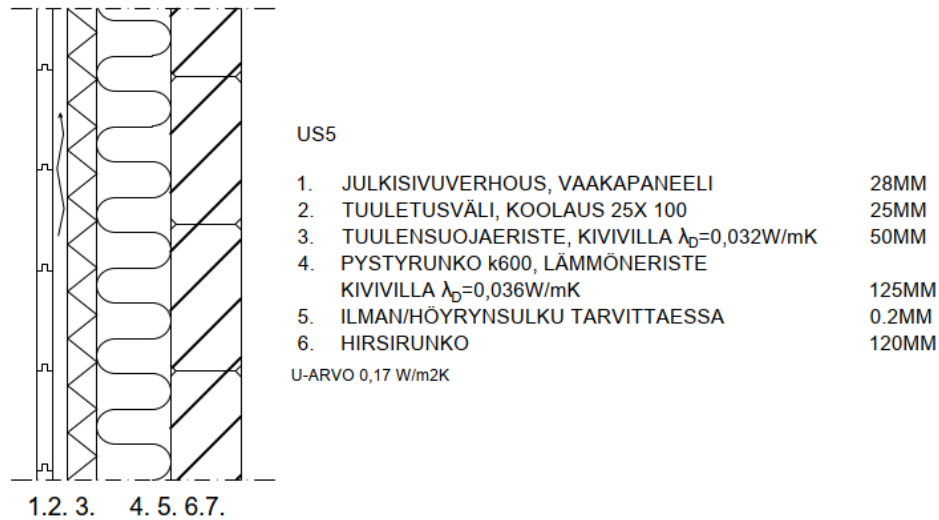 US5
1. JULKISIVUVERHOUS, VAAKAPANEELI 28MM
2. TUULETUSVÄLI, KOOLAUS 25X 100 25MM
3. TUULENSUOJAERISTE, KIVIVILLA λD=0,032W/mK 50MM
4. PYSTYRUNKO k600, LÄMMÖNERISTE
KIVIVILLA λD=0,036W/mK 125MM
5. ILMAN/HÖYRYNSULKU TARVITTAESSA 0.2MM
6. HIRSIRUNKO 120MM
U-ARVO 0,17 W/m2K
1.2. 3. 4. 5. 6.7.